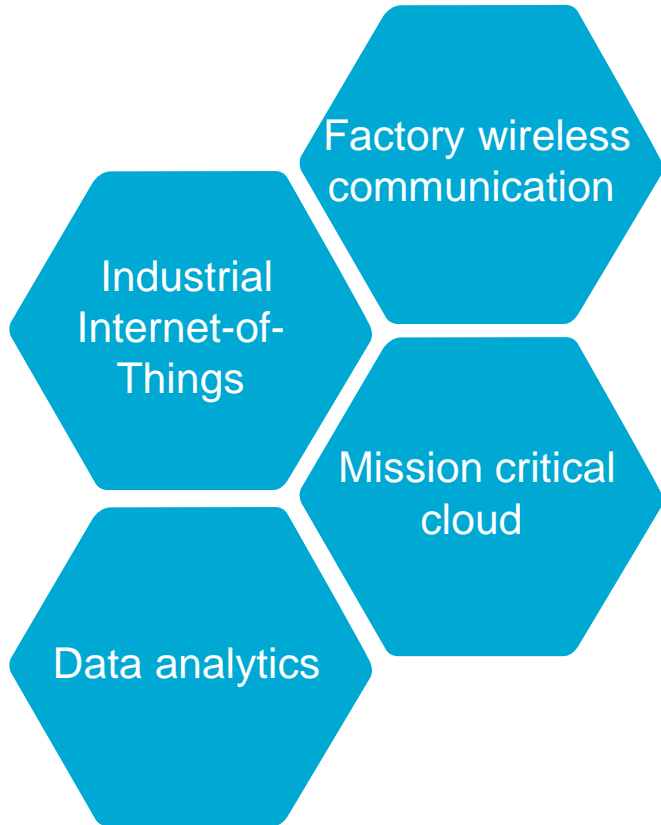 Factory wireless
communication
Industrial
Internet-of-
Things
Mission critical
cloud
Data analytics